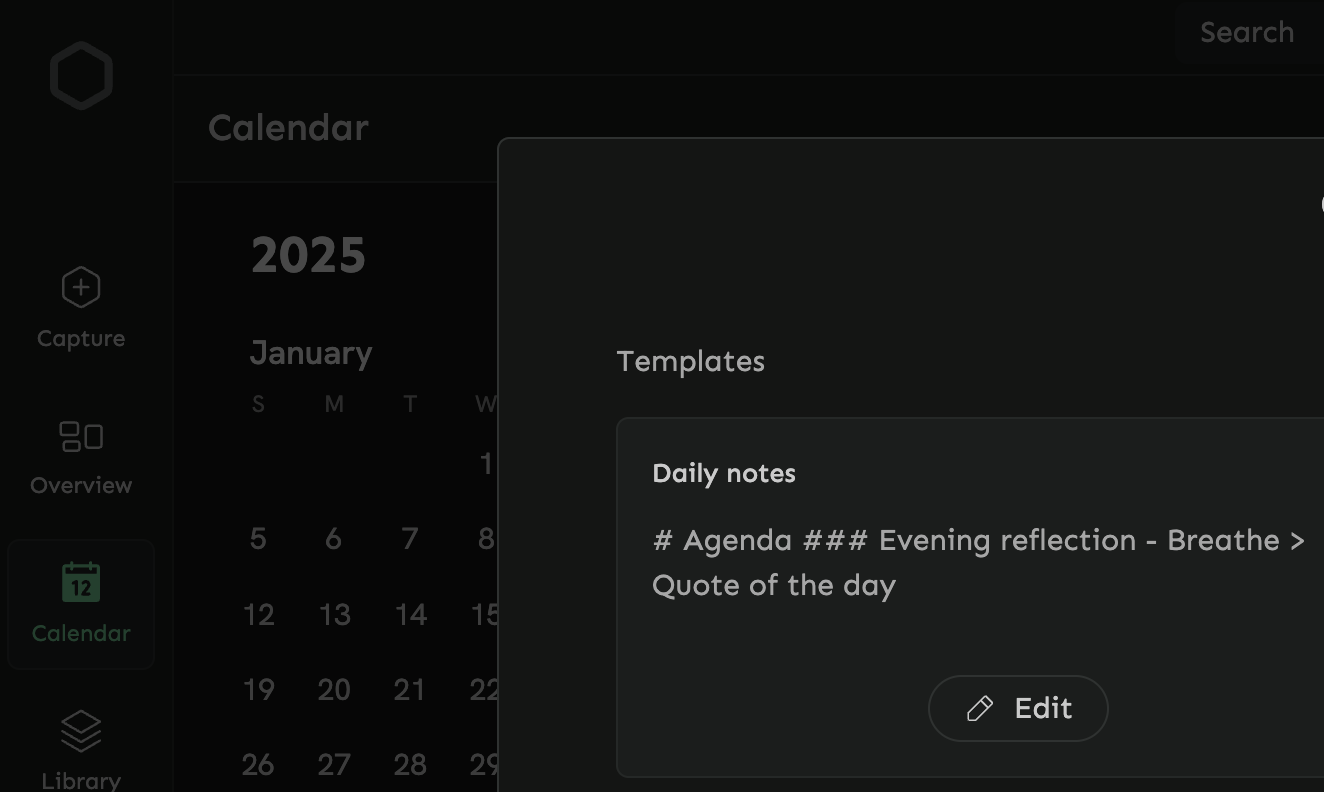 Search
Calendar
2025
January
S M T W
1
5 6 7 8
12 13 14 15
19 20 21 22
26 27 28 29
Capture
Overview
12
Calendar
Library
Templates
Daily notes
# Agenda ### Evening reflection - Breathe >
Quote of the day
Edit